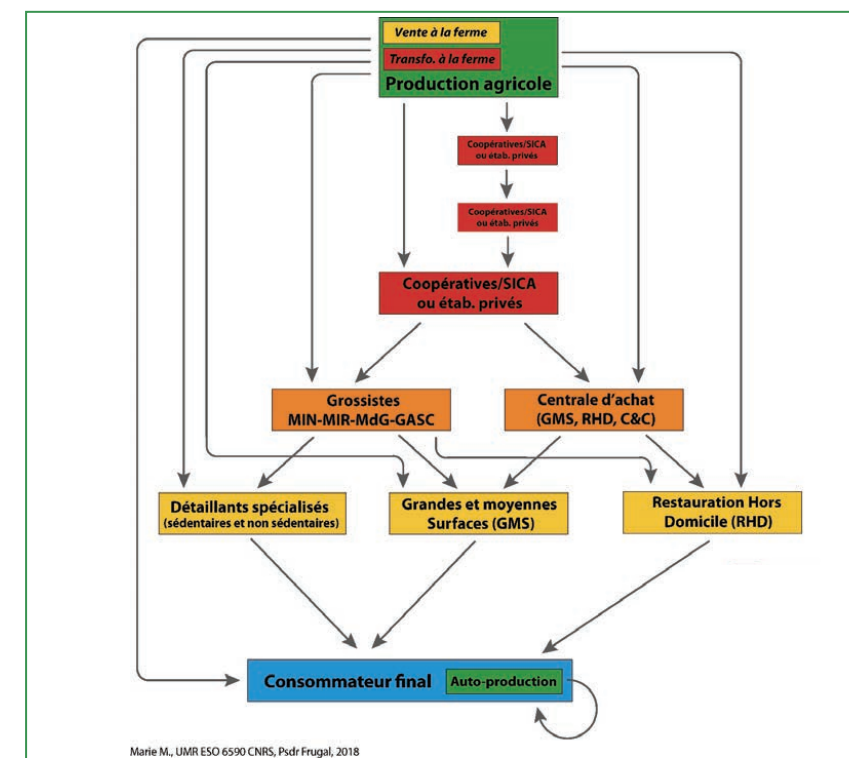 Vente à la ferme
Transfo. à la ferme
Production agricole
Coopératives/SICA
ou étab. privés
Coopératives/SICA
ou étab. privés
Coopératives/SICA
ou étab. privés
Grossistes
MIN-MIR-MdG-GASC
Centrale d'achat
(GMS, RHD, C&C)
Détaillants spécialisés
(sédentaires et non sédentaires)
Grandes et moyennes
Surfaces (GMS)
Restauration Hors
Domicile (RHD)
Consommateur final
Auto-production
Marie M., UMR ESO 6590 CNRS, Psdr Frugal, 2018